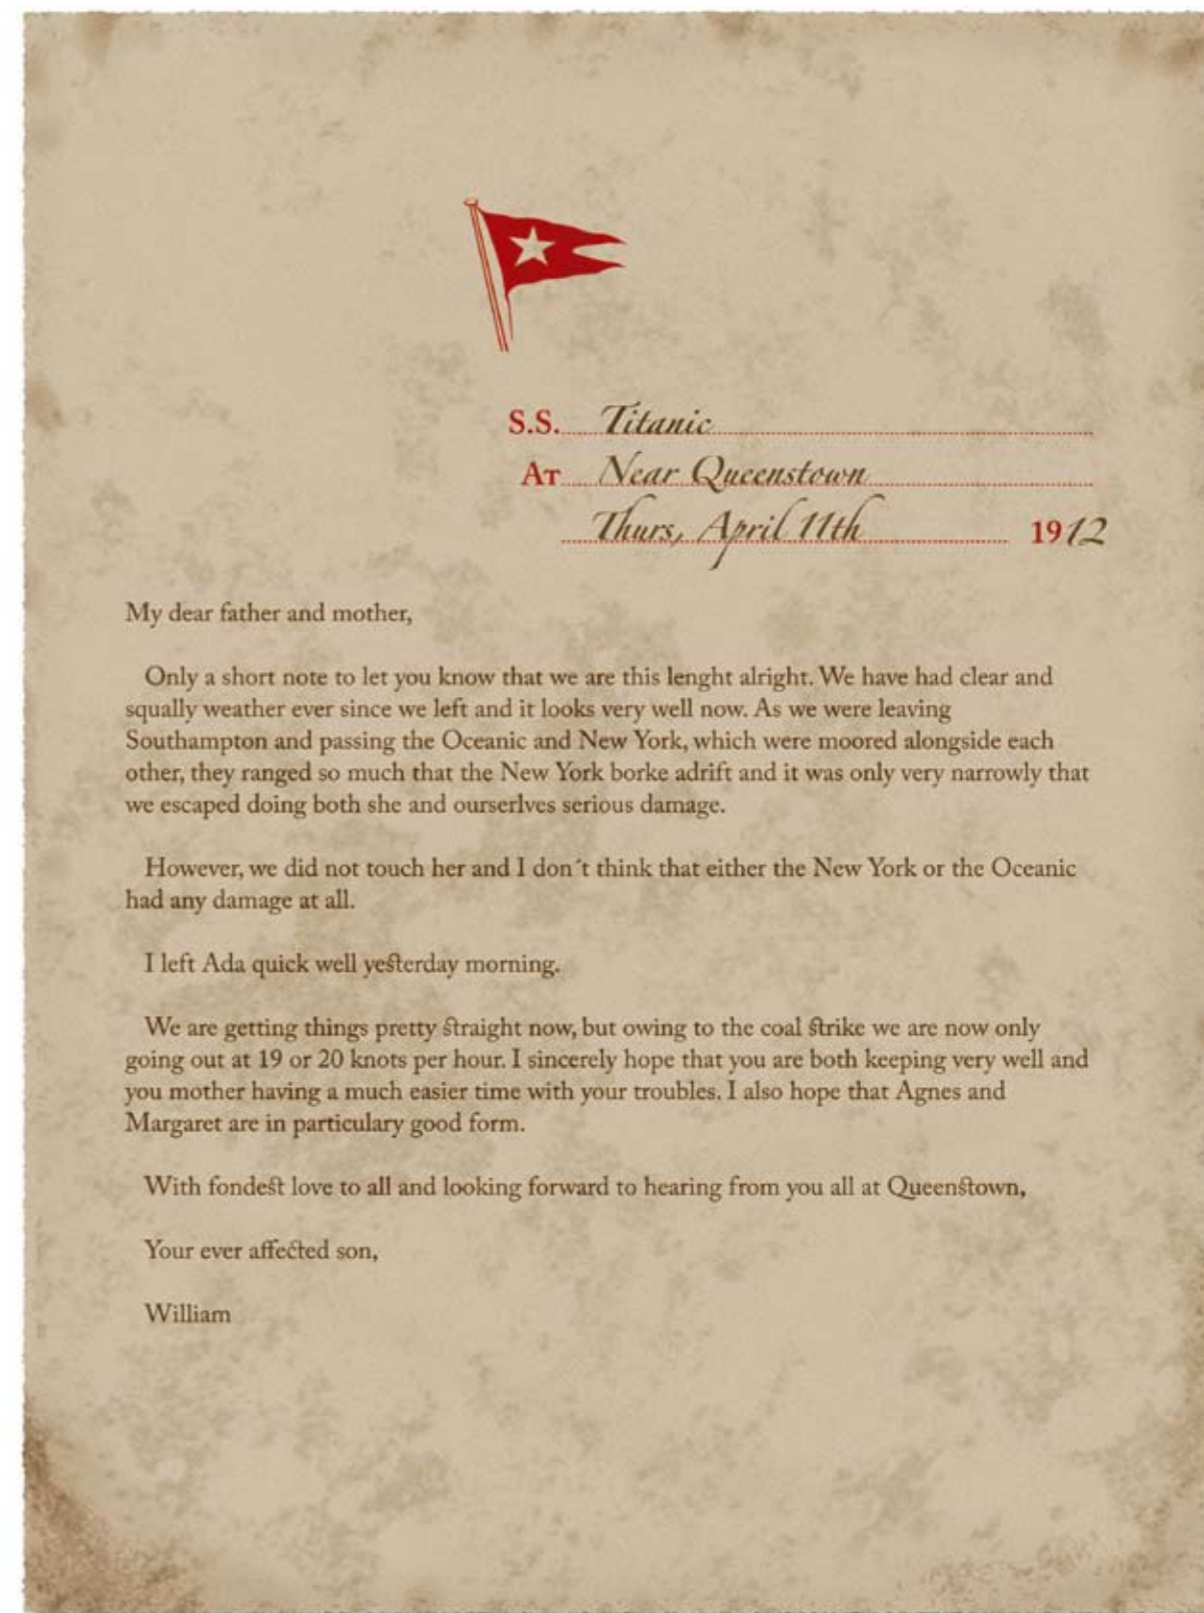 S.S. Titanic
At Near Queenstown
Thurs, April 11th 1912
My dear father and mother,
Only a short note to let you know that we are this lenght alright. We have had clear and
squally weather ever since we left and it looks very well now. As we were leaving
Southampton and passing the Oceanic and New York, which were moored alongside each
other, they ranged so much that the New York borke adrift and it was only very narrowly that
we escaped doing both she and ourserlves serious damage.
However, we did not touch her and I don´t think that either the New York or the Oceanic
had any damage at all.
I left Ada quick well yesterday morning.
We are getting things pretty straight now, but owing to the coal strike we are now only
going out at 19 or 20 knots per hour. I sincerely hope that you are both keeping very well and
you mother having a much easier time with your troubles. I also hope that Agnes and
Margaret are in particulary good form.
With fondest love to all and looking forward to hearing from you all at Queenstown,
Your ever affected son,
William